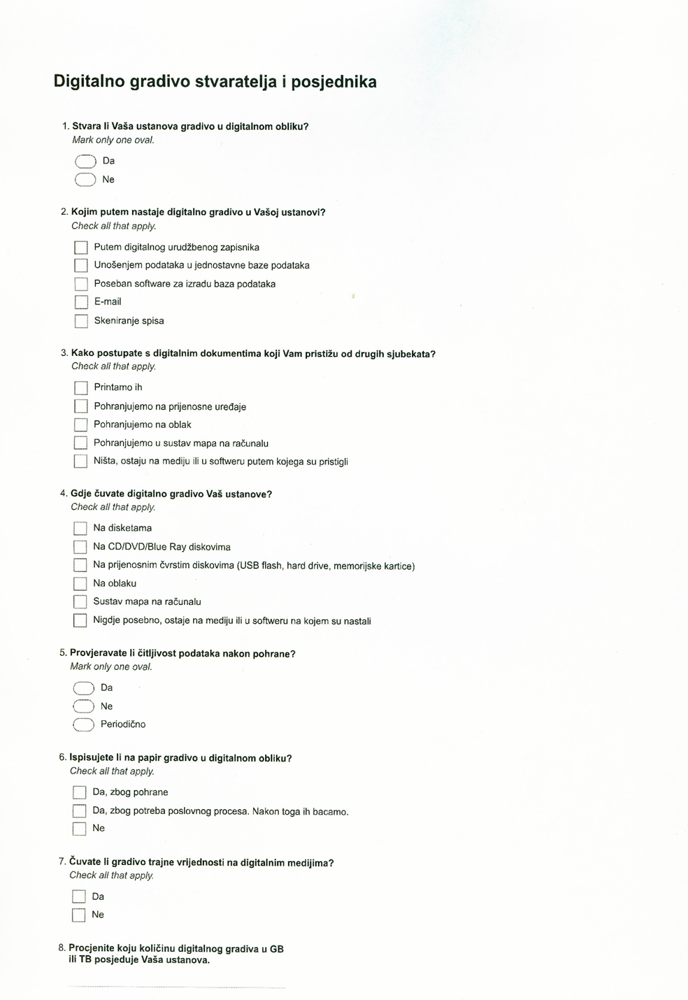 Digitalno gradivo stvaratelja i posjednika
1. Stvara li Vaša ustanova gradivo u digitalnom obliku?
Mark only one oval.
Da
Ne
2. Kojim putem nastaje digitalno gradivo u Vašoj ustanovi?
Check all that apply.
Putem digitalnog urudžbenog zapisnika
Unošenjem podataka u jednostavne baze podataka
Poseban software za izradu baza podataka
E-mail
Skeniranje spisa
3. Kako postupate s digitalnim dokumentima koji Vam pristižu od drugih sjubekata?
Check all that apply.
Printamo ih
Pohranjujemo na prijenosne uređaje
Pohranjujemo na oblak
Pohranjujemo u sustav mapa na računalu
Ništa, ostaju na mediju ili u softweru putem kojega su pristigli
4. Gdje čuvate digitalno gradivo Vaš ustanove?
Check all that apply.
Na disketama
Na CD/DVD/Blue Ray diskovima
Na prijenosnim čvrstim diskovima (USB flash, hard drive, memorijske kartice)
Na oblaku
Sustav mapa na računalu
Nigdje posebno, ostaje na mediju ili u softweru na kojem su nastali
5. Provjeravate li čitljivost podataka nakon pohrane?
Mark only one oval.
Da
Ne
Periodično
6. Ispisujete li na papir gradivo u digitalnom obliku?
Check all that apply.
Da, zbog pohrane
Da, zbog potreba poslovnog procesa. Nakon toga ih bacamo.
Ne
7. Čuvate li gradivo trajne vrijednosti na digitalnim medijima?
Check all that apply.
Da
Ne
8. Procjenite koju količinu digitalnog gradiva u GB
ili TB posjeduje Vaša ustanova.